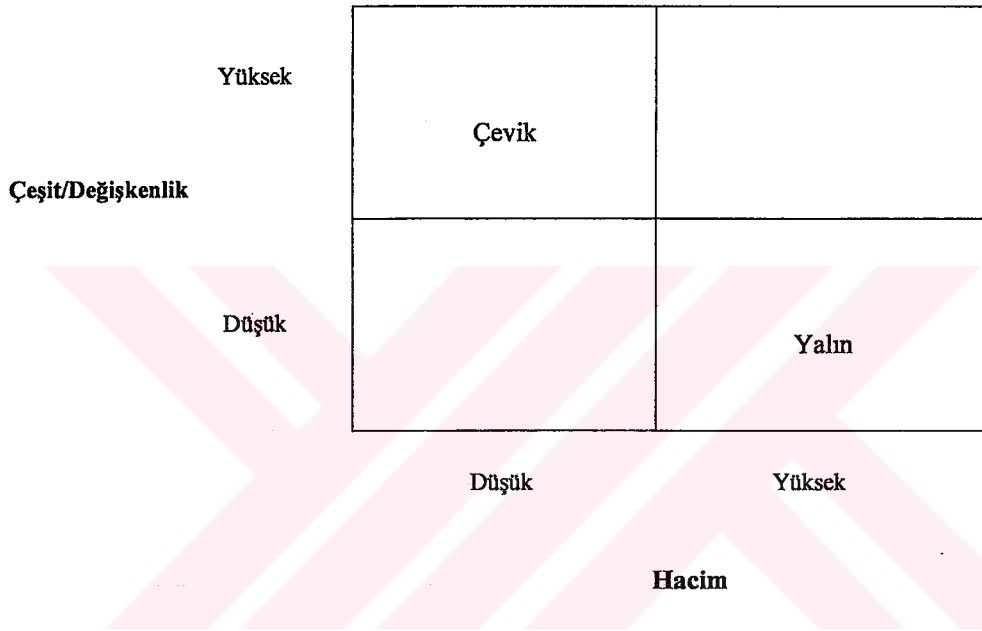 Yüksek
Çevik
Çeşit/Değişkenlik
Düşük
Yalın
Düşük Yüksek
Hacim